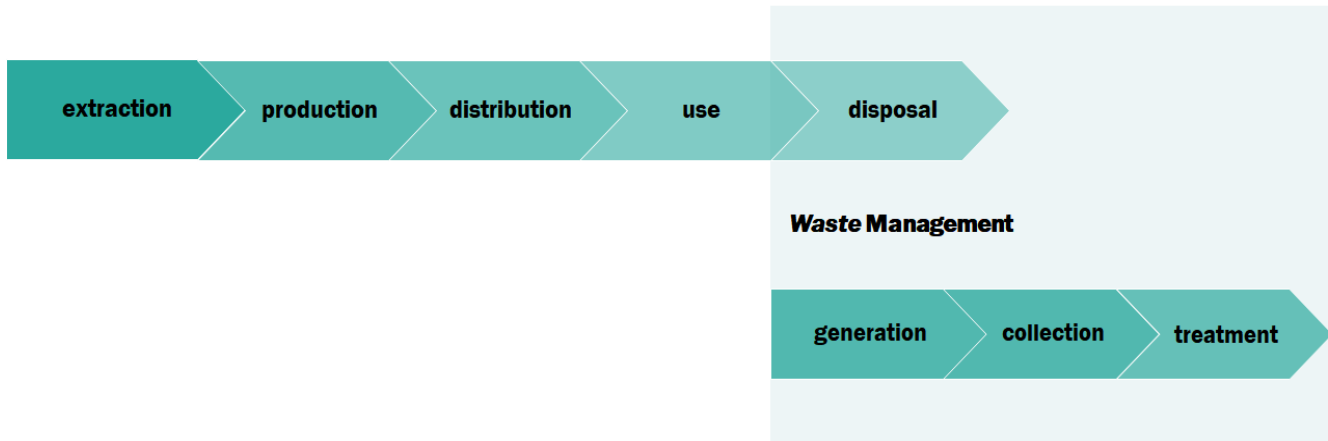 extraction production distribution use disposal
Waste Management
generation collection treatment